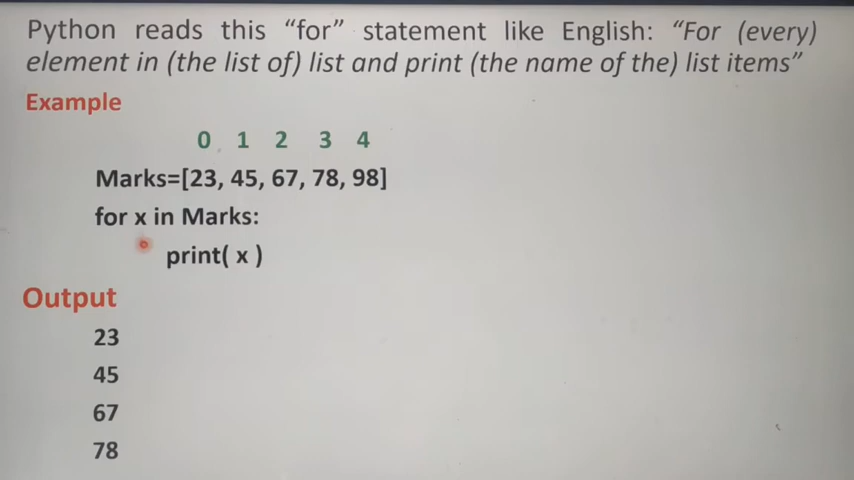 Python reads this “for” statement like English: “For (every)
element in (the list of) list and print (the name of the) list items”
Example
0 1 2 3 4
Marks=[23, 45, 67, 78, 98]
for x in Marks:
print( x )
Output
23
45
67
78